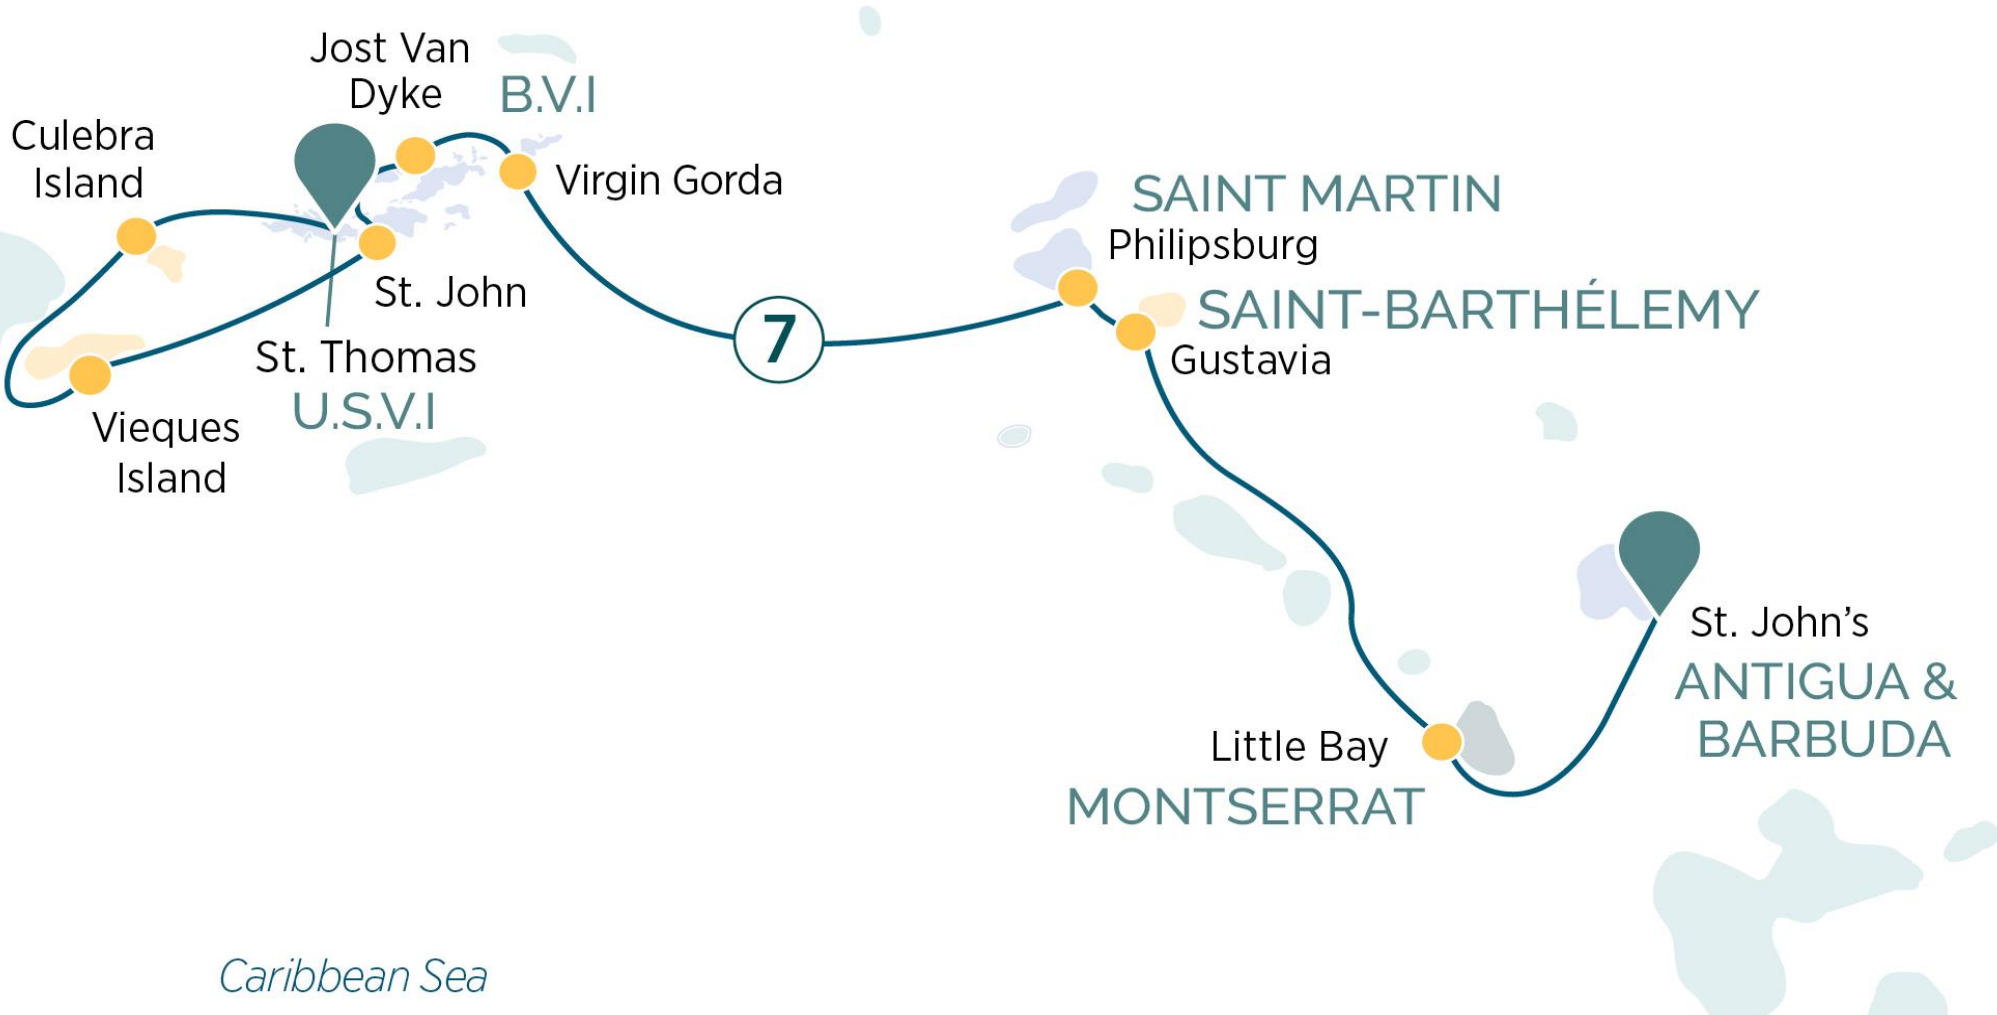 Jost Van
Dyke
B.V.I
Culebra
Island
Virgin Gorda
SAINT MARTIN
Philipsburg
St. John
SAINT-BARTHÉLEMY
Gustavia
7
St. Thomas
U.S.V.I
Vieques
Island
St. John’s
ANTIGUA &
BARBUDA
Little Bay
MONTSERRAT
Caribbean Sea